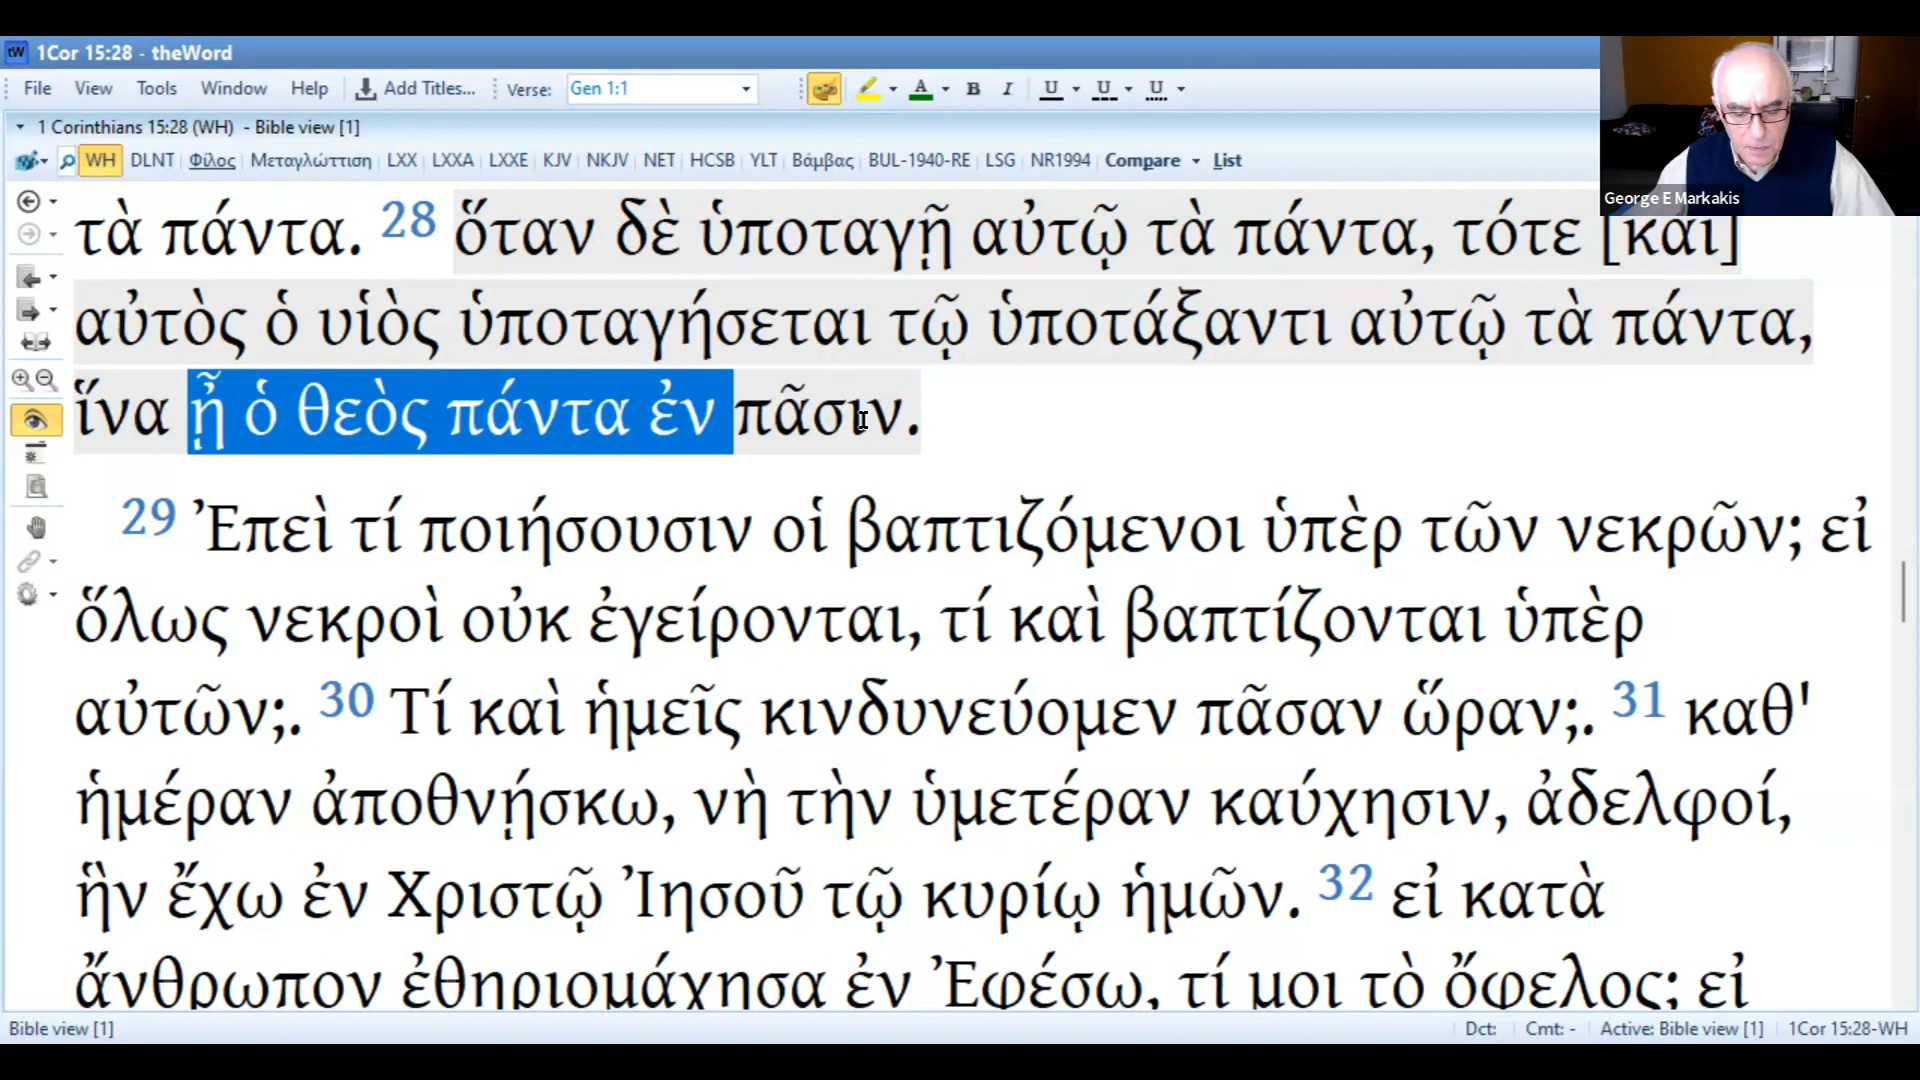 1Cor 15:28 - theWord
File View Tools Window Help Add Titles... Verse: Gen 1:1 A B I U U U
1 Corinthians 15:28 (WH) - Bible view [1]
WH DLNT Φίλος Μεταγλώττιση LXX LXXA LXXE KJV NKJV NET HCSB YLT Βάμβας BUL-1940-RE LSG NR1994 Compare List
George E Markakis
τὰ πάντα. 28 ὅταν δὲ ὑποταγῇ αὐτῷ τὰ πάντα, τότε [καὶ]
αὐτὸς ὁ υἱὸς ὑποταγήσεται τῷ ὑποτάξαντι αὐτῷ τὰ πάντα,
ἵνα ᾖ ὁ θεὸς πάντα ἐν πᾶσιν.
29 Ἐπεὶ τί ποιήσουσιν οἱ βαπτιζόμενοι ὑπὲρ τῶν νεκρῶν; εἰ
ὅλως νεκροὶ οὐκ ἐγείρονται, τί καὶ βαπτίζονται ὑπὲρ
αὐτῶν;. 30 Τί καὶ ἡμεῖς κινδυνεύομεν πᾶσαν ὥραν;. 31 καθ'
ἡμέραν ἀποθνῄσκω, νὴ τὴν ὑμετέραν καύχησιν, ἀδελφοί,
ἣν ἔχω ἐν Χριστῷ Ἰησοῦ τῷ κυρίῳ ἡμῶν. 32 εἰ κατὰ
ἄνθρωπον ἐθηριομάχησα ἐν Ἐφέσῳ, τί μοι τὸ ὄφελος; εἰ
Bible view [1] Dct: Cmt: - Active: Bible view [1] 1Cor 15:28-WH